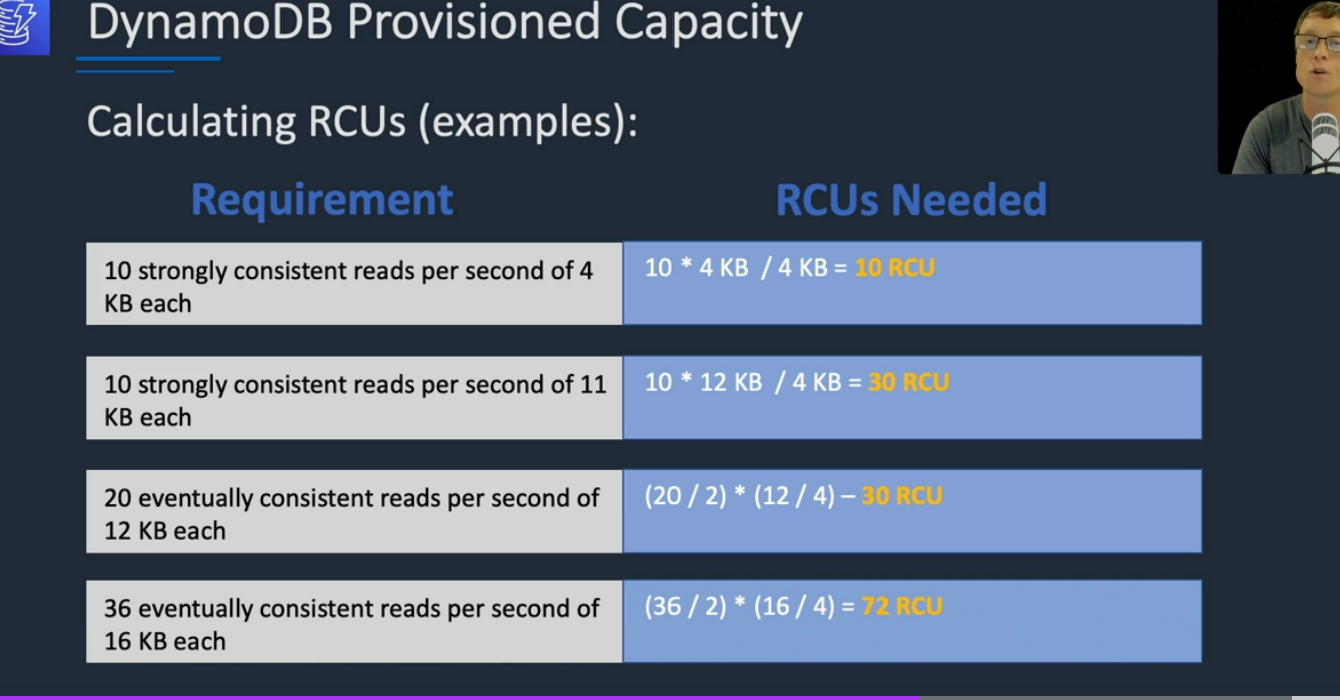 DynamoDB Provisioned Capacity
Calculating RCUs (examples):
Requirement
RCUs Needed
10 strongly consistent reads per second of 4
KB each
10 * 4 KB / 4 KB = 10 RCU
10 strongly consistent reads per second of 11
KB each
10 * 12 KB / 4 KB = 30 RCU
20 eventually consistent reads per second of
12 KB each
(20 / 2) * (12 / 4) – 30 RCU
36 eventually consistent reads per second of
16 KB each
(36 / 2) * (16 / 4) = 72 RCU